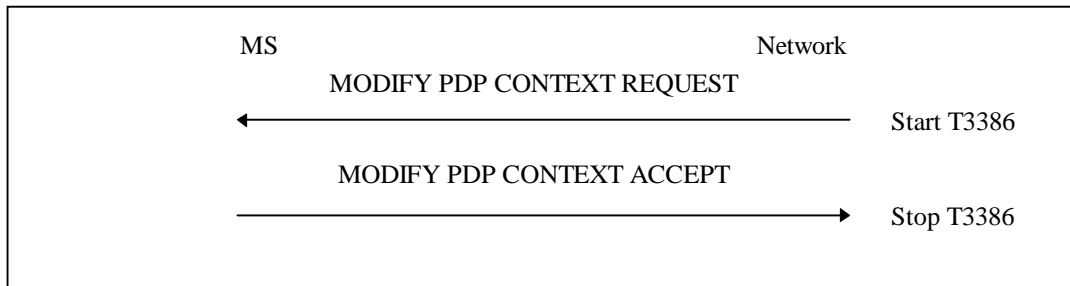 MS
Network
MODIFY PDP CONTEXT REQUEST
Start T3386
MODIFY PDP CONTEXT ACCEPT
Stop T3386